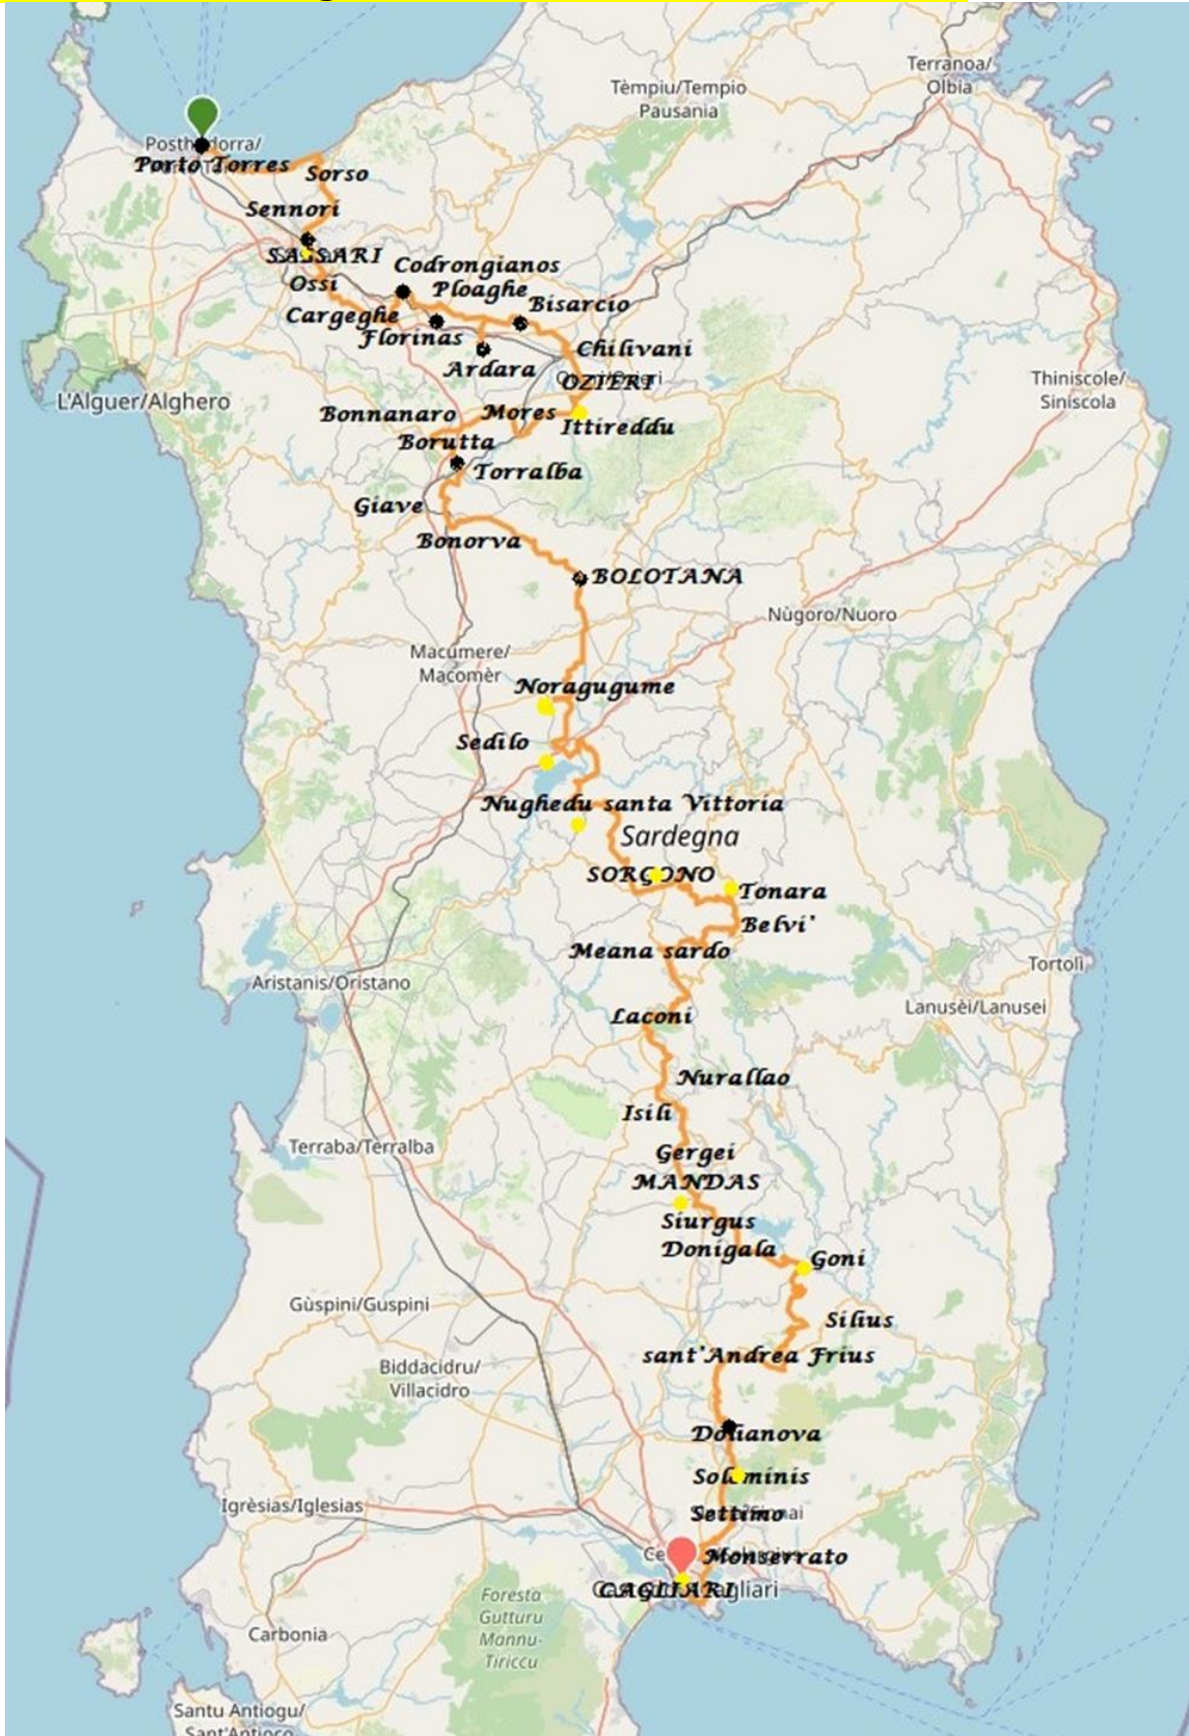 Terranoa/
Olbia
Tèmpiu/Tempio
Pausania
Porto Torres
Sorso
Sennori
SASSARI
Codrongianos
Ossi
Ploaghe
Bisarcio
Cargeghe
Florinas
Chilivani
Ardara
OZIERI
Thiniscole/
Siniscola
L'Alguer/Alghero
Bonnanaro
Mores
Ittireddu
Borutta
Torralba
Giave
Bonorva
BOLOTANA
Nùgoro/Nuoro
Macumere/
Macomèr
Noragugume
Sedilo
Nughedu santa Vittoria
Sardegna
SORGONO
Tonara
Belvi'
Meana sardo
Tortolì
Aristanis/Oristano
Lanusèi/Lanusei
Laconi
Nurallao
Isili
Terraba/Terralba
Gergei
MANDAS
Siurgus
Donigala
Goni
Gùspini/Guspini
Silius
sant'Andrea Frius
Biddacidru/
Villacidro
Dolianova
Soleminis
Igrèsias/Iglesias
Settimo
Monserrato
CAGLIARI
Foresta
Gutturu
Mannu-
Tiriccu
Carbonia
Santu Antiogu/
Sant'Antioco